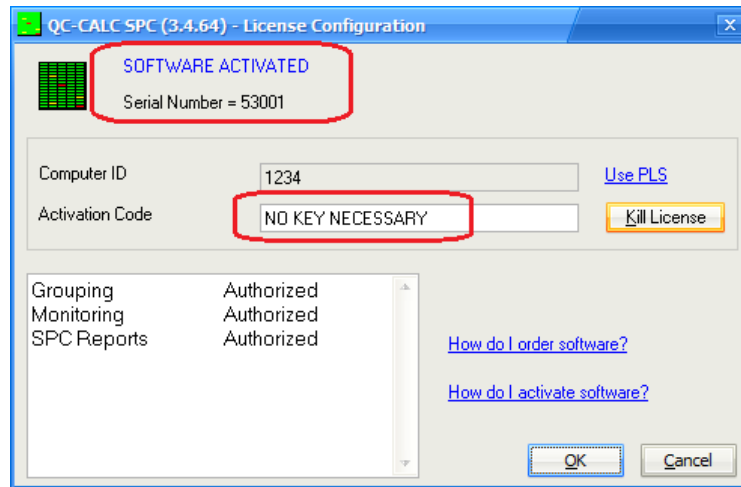 QC-CALC SPC (3.4.64) - License Configuration
SOFTWARE ACTIVATED
Serial Number = 53001
Computer ID 1234 Use PLS
Activation Code NO KEY NECESSARY Kill License
Grouping Authorized
Monitoring Authorized
SPC Reports Authorized
How do I order software?
How do I activate software?
OK Cancel